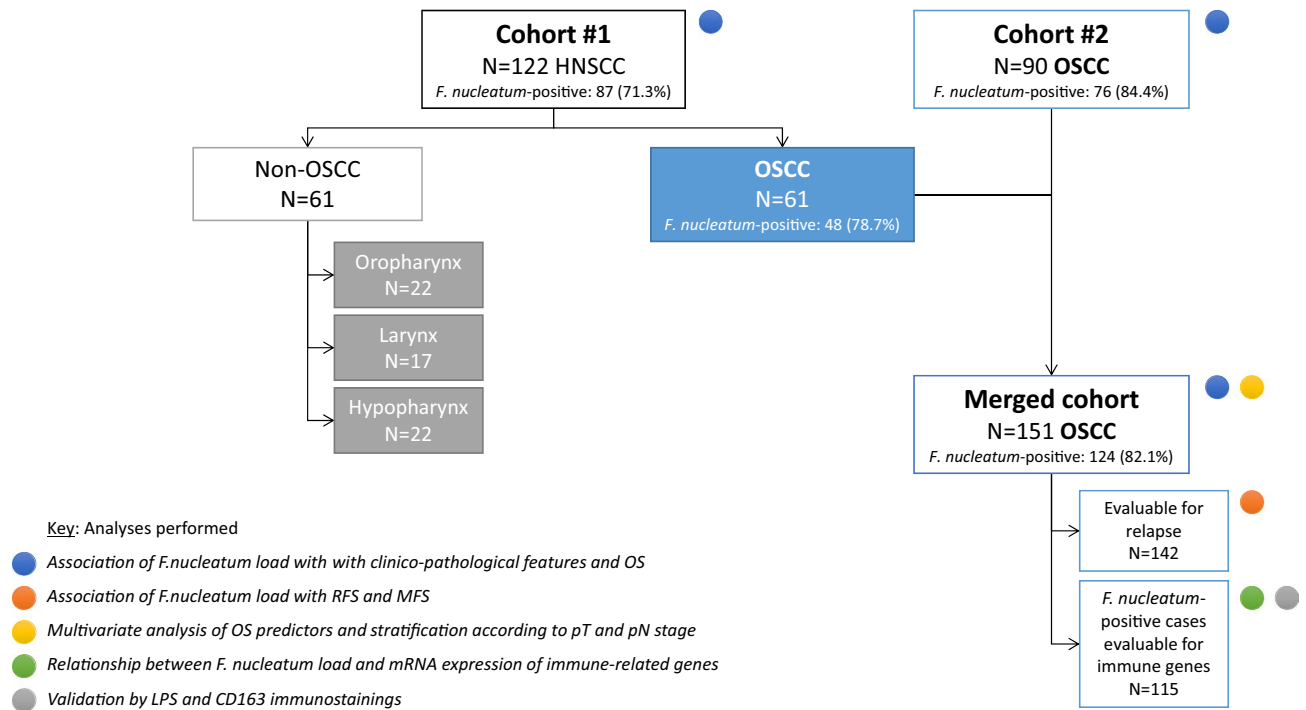 Cohort #1
N=122 HNSCC
F. nucleatum-positive: 87 (71.3%)
Cohort #2
N=90 OSCC
F. nucleatum-positive: 76 (84.4%)
Non-OSCC
N=61
OSCC
N=61
F. nucleatum-positive: 48 (78.7%)
Oropharynx
N=22
Larynx
N=17
Hypopharynx
N=22
Merged cohort
N=151 OSCC
F. nucleatum-positive: 124 (82.1%)
Evaluable for
relapse
N=142
F. nucleatum-
positive cases
evaluable for
immune genes
N=115
Key: Analyses performed
Association of F.nucleatum load with with clinico-pathological features and OS
Association of F.nucleatum load with RFS and MFS
Multivariate analysis of OS predictors and stratification according to pT and pN stage
Relationship between F. nucleatum load and mRNA expression of immune-related genes
Validation by LPS and CD163 immunostainings